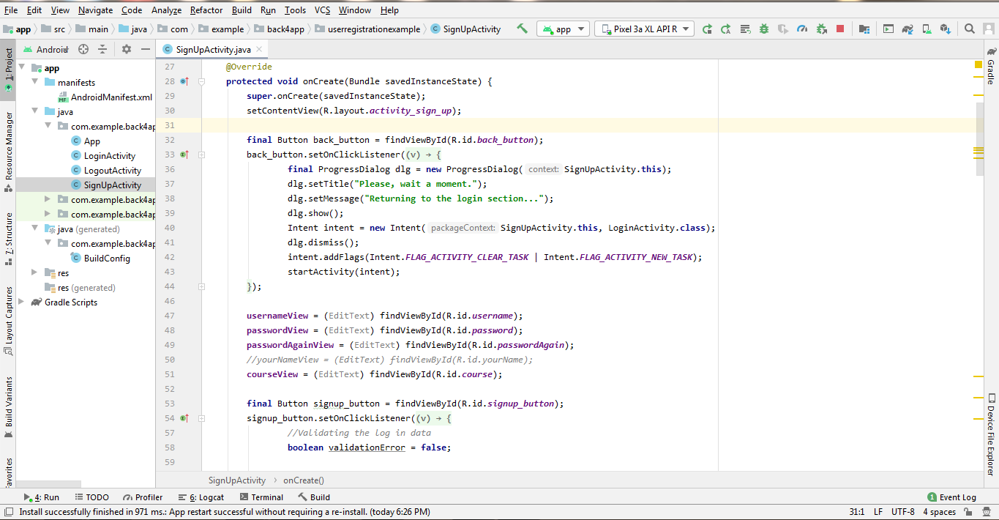 File Edit View Navigate Code Analyze Refactor Build Run Tools VCS Window Help
app src main java com example back4app userregistrationexample SignUpActivity app Pixel 3a XL API R
1: Project
Resource Manager
Z: Structure
Layout Captures
Build Variants
avorites
Android
app
manifests
AndroidManifest.xml
java
com.example.back4ap
App
LoginActivity
LogoutActivity
SignUpActivity
com.example.back4ap
com.example.back4ap
java (generated)
com.example.back4ap
BuildConfig
res
res (generated)
Gradle Scripts
SignUpActivity.java
27 @Override
28 protected void onCreate(Bundle savedInstanceState) {
29 super.onCreate(savedInstanceState);
30 setContentView(R.layout.activity_sign_up);
31
32 final Button back_button = findViewById(R.id.back_button);
33 back_button.setOnClickListener((v) → {
36 final ProgressDialog dlg = new ProgressDialog( context: SignUpActivity.this);
37 dlg.setTitle("Please, wait a moment.");
38 dlg.setMessage("Returning to the login section...");
39 dlg.show();
40 Intent intent = new Intent( packageContext: SignUpActivity.this, LoginActivity.class);
41 dlg.dismiss();
42 intent.addFlags(Intent.FLAG_ACTIVITY_CLEAR_TASK | Intent.FLAG_ACTIVITY_NEW_TASK);
43 startActivity(intent);
44 });
46
47 usernameView = (EditText) findViewById(R.id.username);
48 passwordView = (EditText) findViewById(R.id.password);
49 passwordAgainView = (EditText) findViewById(R.id.passwordAgain);
50 //yourNameView = (EditText) findViewById(R.id.yourName);
51 courseView = (EditText) findViewById(R.id.course);
52
53 final Button signup_button = findViewById(R.id.signup_button);
54 signup_button.setOnClickListener((v) → {
57 //Validating the log in data
58 boolean validationError = false;
59
SignUpActivity › onCreate()
Gradle
Device File Explorer
4: Run TODO Profiler 6: Logcat Terminal Build 1 Event Log
Install successfully finished in 971 ms.: App restart successful without requiring a re-install. (today 6:26 PM) 31:1 LF UTF-8 4 spaces